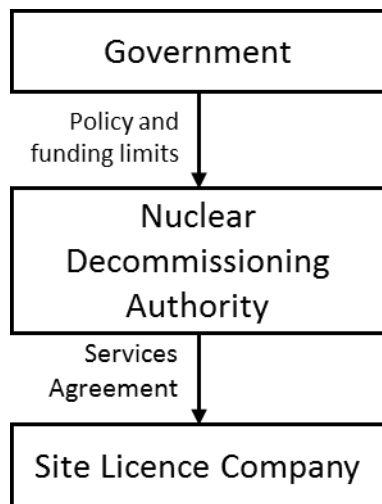 Government
Policy and
funding limits
Nuclear
Decommissioning
Authority
Services
Agreement
Site Licence Company